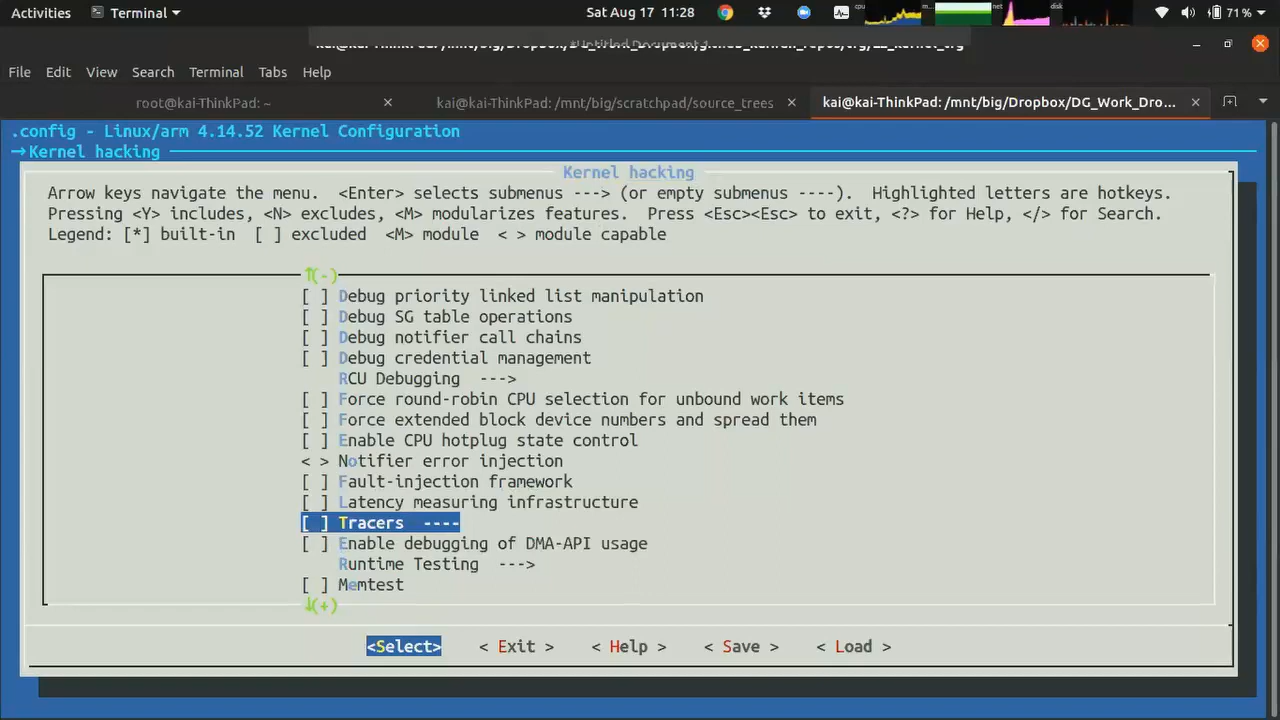 Activities Terminal Sat Aug 17 11:28 71 %
*Untitled Document 1
File Edit View Search Terminal Tabs Help
root@kai-ThinkPad: ~ × kai@kai-ThinkPad: /mnt/big/scratchpad/source_trees × kai@kai-ThinkPad: /mnt/big/Dropbox/DG_Work_Dro... ×
.config - Linux/arm 4.14.52 Kernel Configuration
→Kernel hacking
Kernel hacking
Arrow keys navigate the menu. <Enter> selects submenus ---> (or empty submenus ----). Highlighted letters are hotkeys.
Pressing <Y> includes, <N> excludes, <M> modularizes features. Press <Esc><Esc> to exit, <?> for Help, </> for Search.
Legend: [*] built-in [ ] excluded <M> module < > module capable
↑(-)
[ ] Debug priority linked list manipulation
[ ] Debug SG table operations
[ ] Debug notifier call chains
[ ] Debug credential management
RCU Debugging --->
[ ] Force round-robin CPU selection for unbound work items
[ ] Force extended block device numbers and spread them
[ ] Enable CPU hotplug state control
< > Notifier error injection
[ ] Fault-injection framework
[ ] Latency measuring infrastructure
[ ] Tracers ----
[ ] Enable debugging of DMA-API usage
Runtime Testing --->
[ ] Memtest
↓(+)
<Select> < Exit > < Help > < Save > < Load >